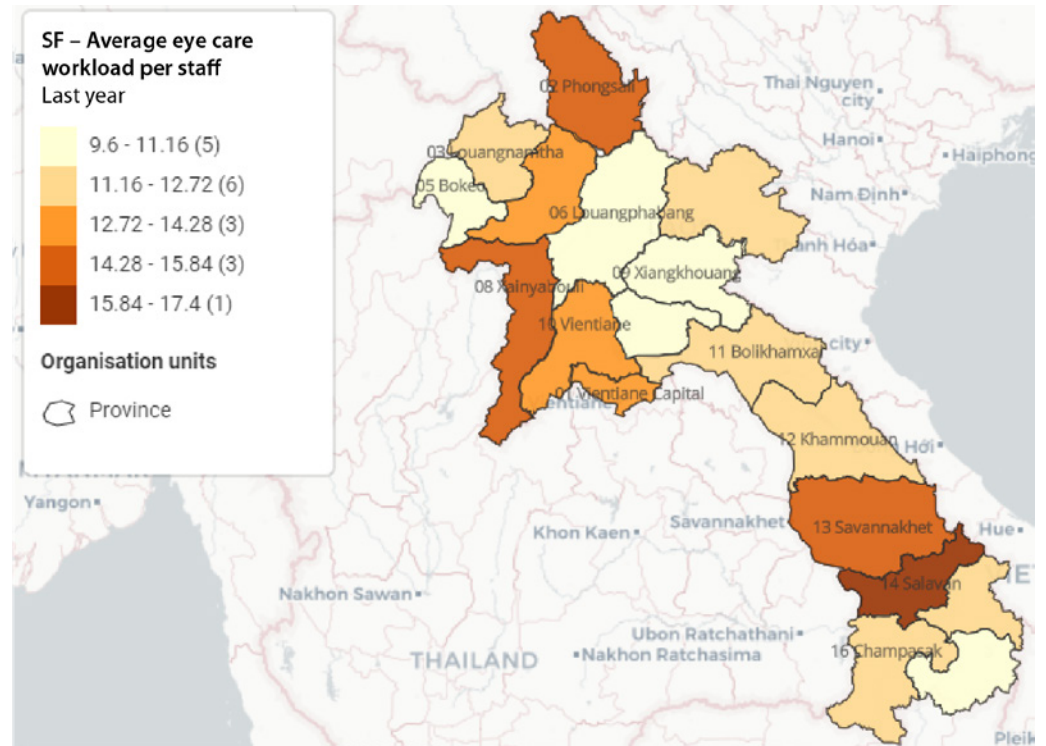 SF – Average eye care
workload per staff
Last year
9.6 - 11.16 (5)
11.16 - 12.72 (6)
12.72 - 14.28 (3)
14.28 - 15.84 (3)
15.84 - 17.4 (1)
Organisation units
Province
02 Phongsali
Thai Nguyen
city
Hanoi
Haiphong
03 Louangnamtha
05 Bokeo
Nam Định
06 Louangphabang
Thanh Hóa
09 Xiangkhouang
08 Xainyabouli
10 Vientiane
11 Bolikhamxai
city
01 Vientiane Capital
Vientiane
12 Khammouan
Hới
Yangon
Khon Kaen
Savannakhet
13 Savannakhet
Hue
14 Salavan
Nakhon Sawan
Ubon Ratchathani
16 Champasak
THAILAND
Nakhon Ratchasima
Pleik